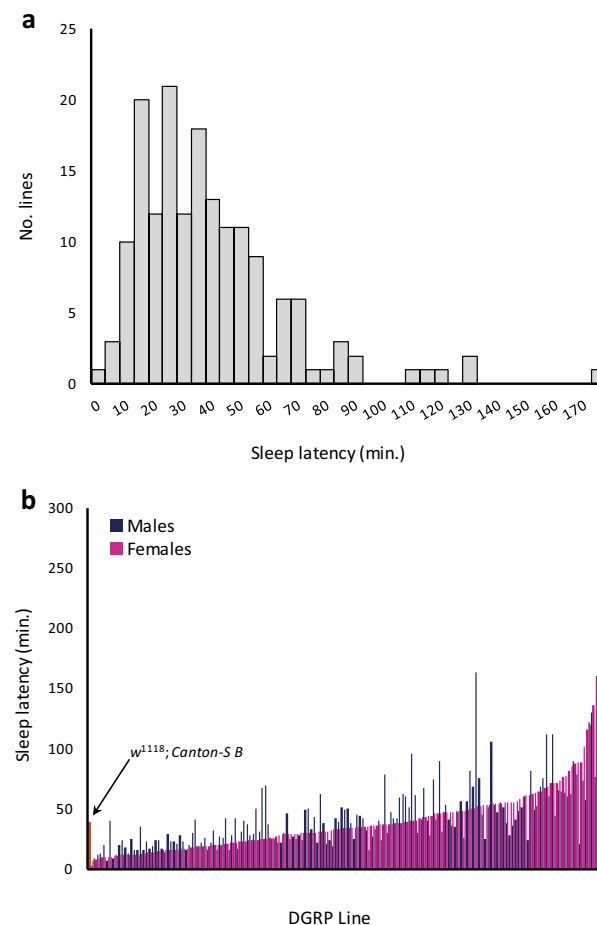 a
25
20
15
10
5
0
No. lines
0 10 20 30 40 50 60 70 80 90 100 110 120 130 140 150 160 170
Sleep latency (min.)
b
300
250
200
150
100
50
0
Sleep latency (min.)
Males
Females
w1118; Canton-S B
DGRP Line